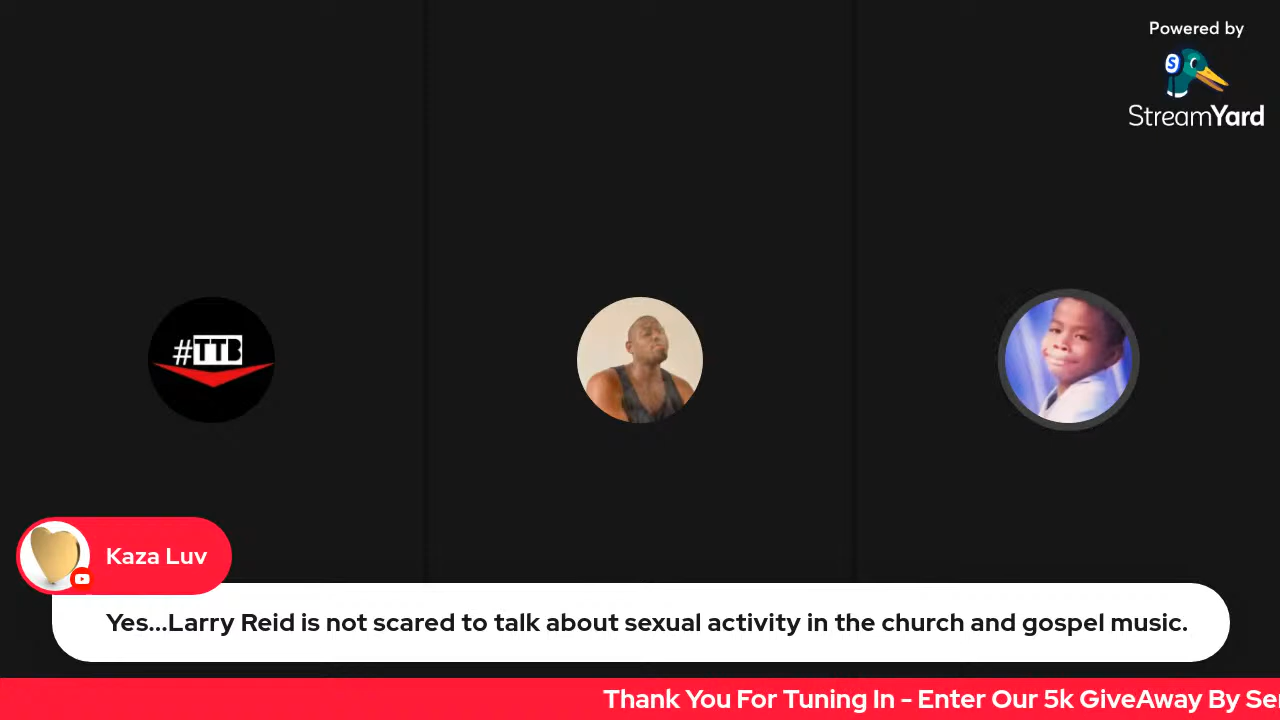 Powered by
S
StreamYard
#TTB
Kaza Luv
Yes...Larry Reid is not scared to talk about sexual activity in the church and gospel music.
Thank You For Tuning In - Enter Our 5k GiveAway By Se